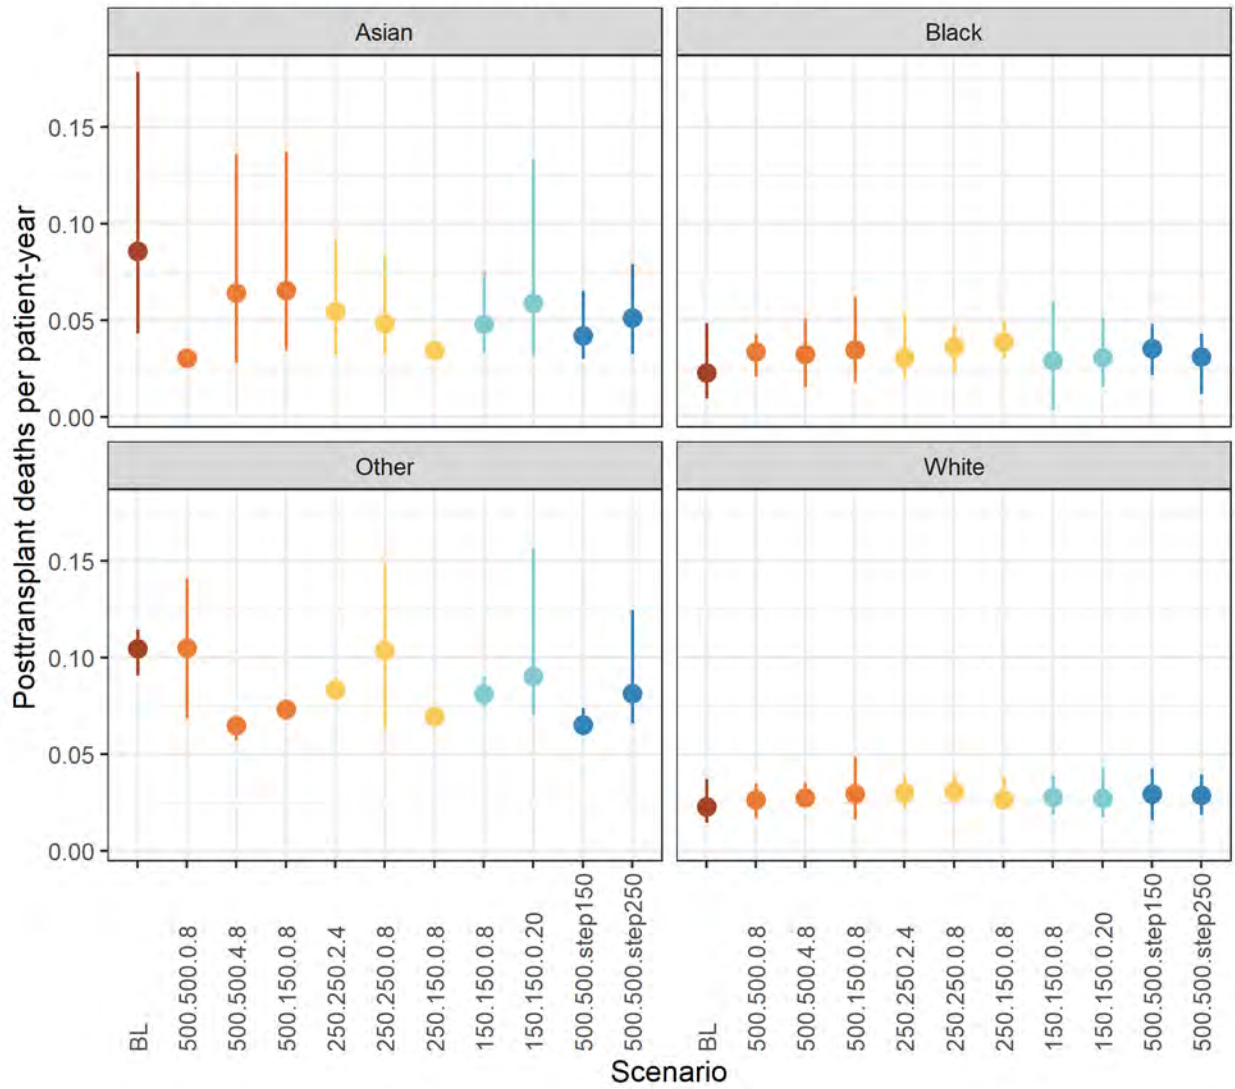 Asian
Black
Posttransplant deaths per patient-year
0.15
0.10
0.05
0.00
Other
White
0.15
0.10
0.05
0.00
BL
500.500.0.8
500.500.4.8
500.150.0.8
250.250.2.4
250.250.0.8
250.150.0.8
150.150.0.8
150.150.0.20
500.500.step150
500.500.step250
BL
500.500.0.8
500.500.4.8
500.150.0.8
250.250.2.4
250.250.0.8
250.150.0.8
150.150.0.8
150.150.0.20
500.500.step150
500.500.step250
Scenario